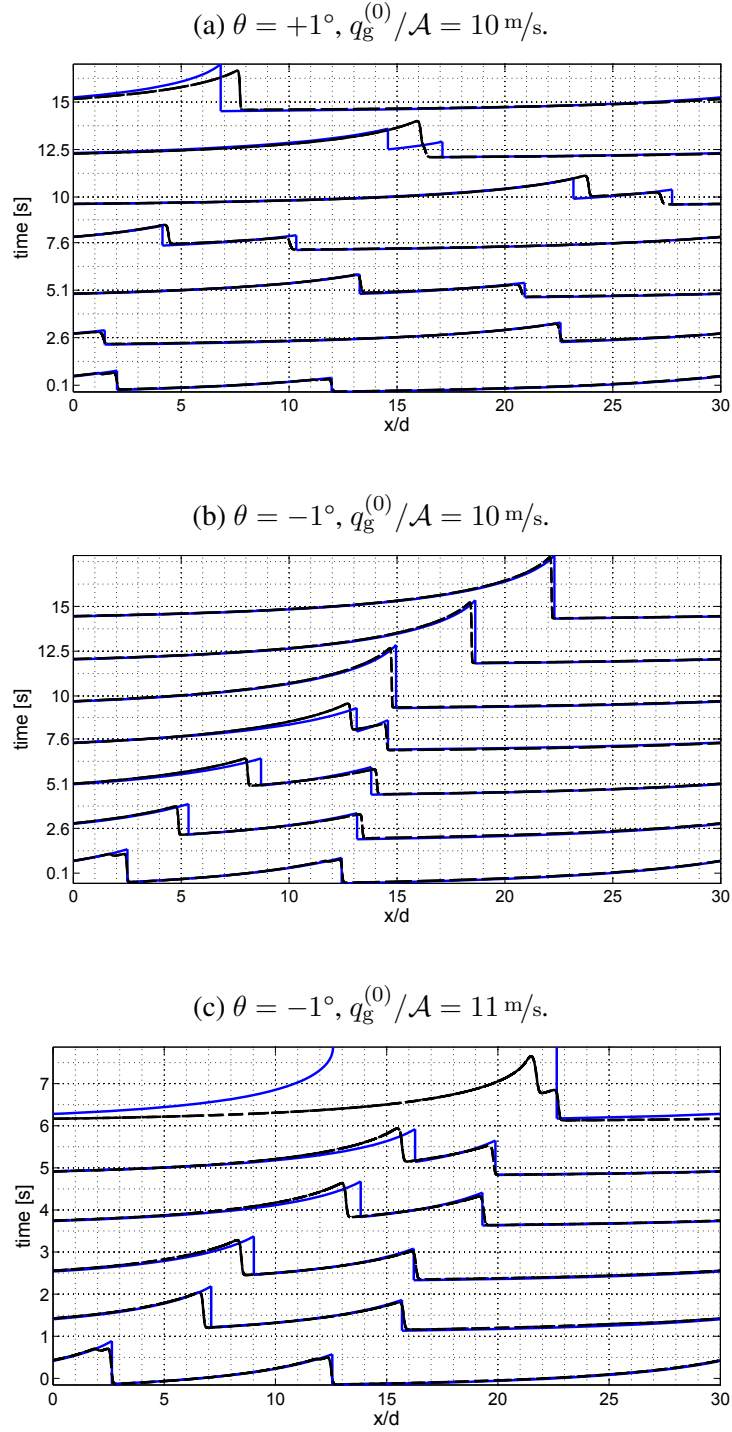 (a) θ = +1°, q_g^(0)/𝒜 = 10 m/s.
15
12.5
10
7.6
5.1
2.6
0.1
time [s]
0 5 10 15 20 25 30
x/d
(b) θ = −1°, q_g^(0)/𝒜 = 10 m/s.
15
12.5
10
7.6
5.1
2.6
0.1
time [s]
0 5 10 15 20 25 30
x/d
(c) θ = −1°, q_g^(0)/𝒜 = 11 m/s.
7
6
5
4
3
2
1
0
time [s]
0 5 10 15 20 25 30
x/d